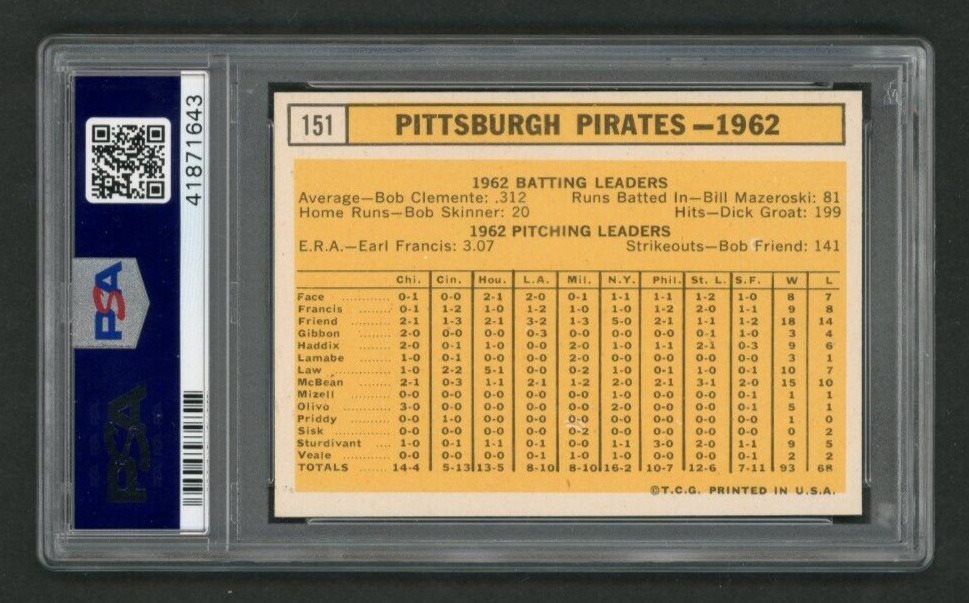 PSA
41871643
PSA
151
PITTSBURGH PIRATES—1962
1962 BATTING LEADERS
Average—Bob Clemente: .312 Runs Batted In—Bill Mazeroski: 81
Home Runs—Bob Skinner: 20 Hits—Dick Groat: 199
1962 PITCHING LEADERS
E.R.A.—Earl Francis: 3.07 Strikeouts—Bob Friend: 141
Chi. Cin. Hou. L.A. Mil. N.Y. Phil. St. L. S.F. W L
Face 0-1 0-0 2-1 2-0 0-1 1-1 1-1 1-2 1-0 8 7
Francis 0-1 1-2 1-0 1-2 1-0 1-0 1-2 2-0 1-1 9 8
Friend 2-1 1-3 2-1 3-2 1-3 5-0 2-1 1-1 1-2 18 14
Gibbon 2-0 0-0 0-0 0-3 0-0 0-0 0-0 0-1 1-0 3 4
Haddix 2-0 0-1 1-0 0-0 2-0 1-0 1-1 2-1 0-3 9 6
Lamabe 1-0 0-1 0-0 0-0 2-0 0-0 0-0 0-0 0-0 3 1
Law 1-0 2-2 5-1 0-0 0-2 1-0 0-1 1-0 0-1 10 7
McBean 2-1 0-3 1-1 2-1 1-2 2-0 2-1 3-1 2-0 15 10
Mizell 0-0 0-0 0-0 0-0 0-0 1-0 0-0 0-0 0-1 1 1
Olivo 3-0 0-0 0-0 0-0 0-0 2-0 0-0 0-0 0-1 5 1
Priddy 0-0 1-0 0-0 0-0 0-0 0-0 0-0 0-0 0-0 1 0
Sisk 0-0 0-0 0-0 0-0 0-2 0-0 0-0 0-0 0-0 0 2
Sturdivant 1-0 0-1 1-1 0-1 0-0 1-1 3-0 2-0 1-1 9 5
Veale 0-0 0-0 0-0 0-1 1-0 1-0 0-0 0-0 0-1 2 2
TOTALS 14-4 5-13 13-5 8-10 8-10 16-2 10-7 12-6 7-11 93 68
©T.C.G. PRINTED IN U.S.A.